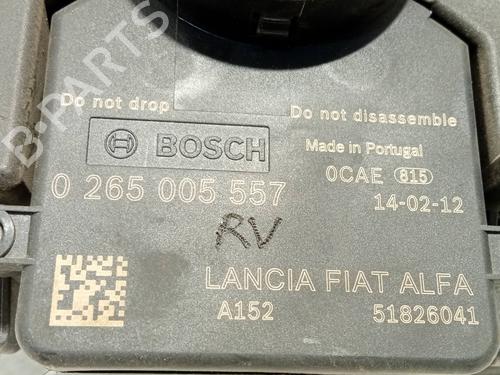 B-PARTS
Do not drop
Do not disassemble
BOSCH
Made in Portugal
0CAE 815
0 265 005 557
14-02-12
RV
LANCIA FIAT ALFA
A152
51826041